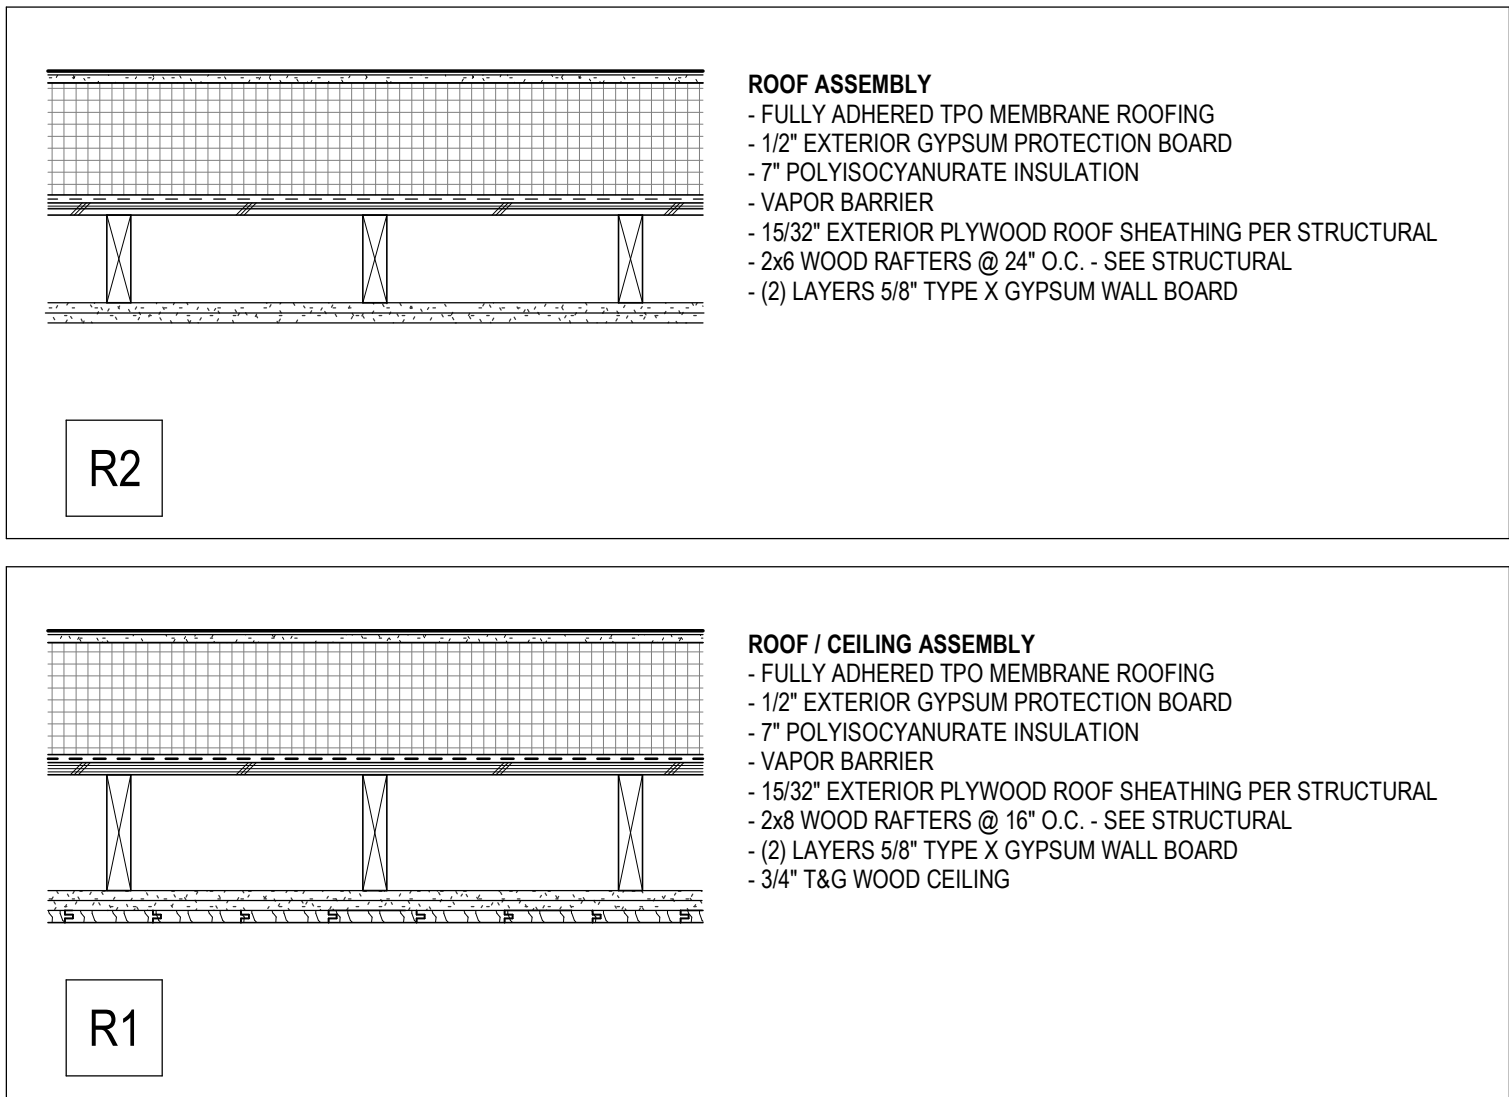 ROOF ASSEMBLY
- FULLY ADHERED TPO MEMBRANE ROOFING
- 1/2" EXTERIOR GYPSUM PROTECTION BOARD
- 7" POLYISOCYANURATE INSULATION
- VAPOR BARRIER
- 15/32" EXTERIOR PLYWOOD ROOF SHEATHING PER STRUCTURAL
- 2x6 WOOD RAFTERS @ 24" O.C. - SEE STRUCTURAL
- (2) LAYERS 5/8" TYPE X GYPSUM WALL BOARD
R2
ROOF / CEILING ASSEMBLY
- FULLY ADHERED TPO MEMBRANE ROOFING
- 1/2" EXTERIOR GYPSUM PROTECTION BOARD
- 7" POLYISOCYANURATE INSULATION
- VAPOR BARRIER
- 15/32" EXTERIOR PLYWOOD ROOF SHEATHING PER STRUCTURAL
- 2x8 WOOD RAFTERS @ 16" O.C. - SEE STRUCTURAL
- (2) LAYERS 5/8" TYPE X GYPSUM WALL BOARD
- 3/4" T&G WOOD CEILING
R1